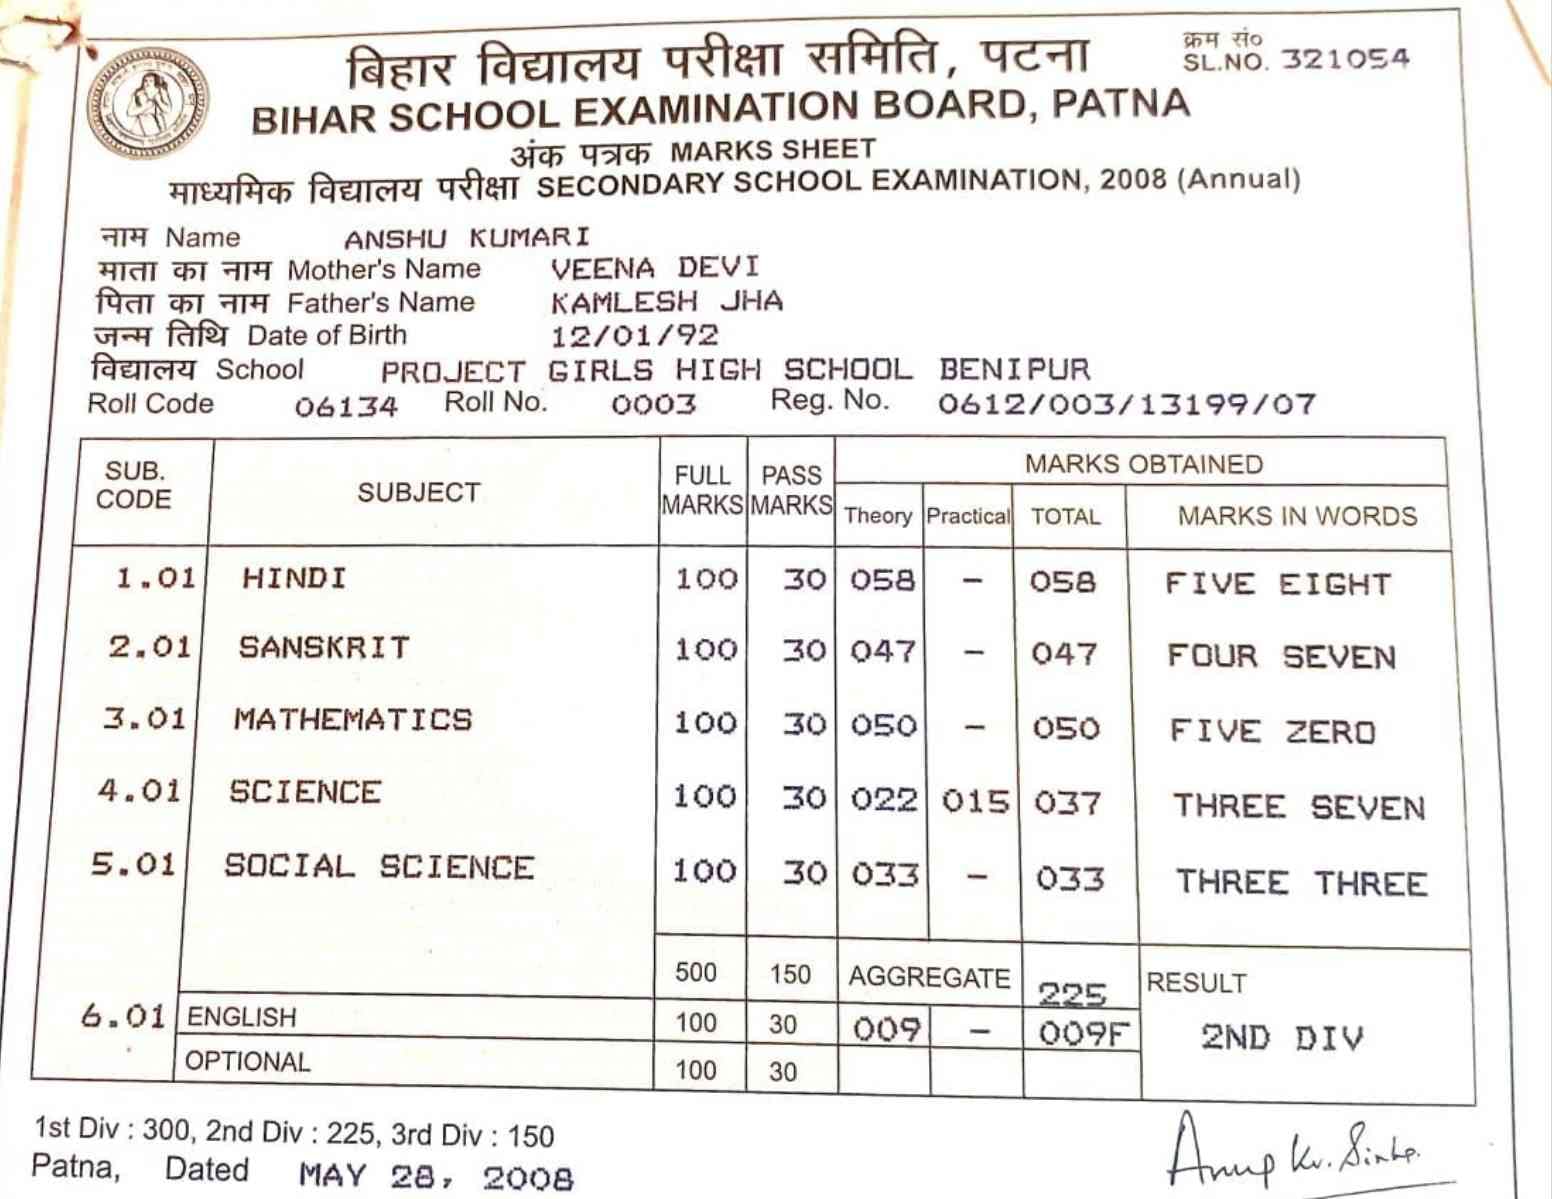 बिहार विद्यालय परीक्षा समिति, पटना
क्रम सं०
SL.NO. 321054
BIHAR SCHOOL EXAMINATION BOARD, PATNA
अंक पत्रक MARKS SHEET
माध्यमिक विद्यालय परीक्षा SECONDARY SCHOOL EXAMINATION, 2008 (Annual)
नाम Name ANSHU KUMARI
माता का नाम Mother's Name VEENA DEVI
पिता का नाम Father's Name KAMLESH JHA
जन्म तिथि Date of Birth 12/01/92
विद्यालय School PROJECT GIRLS HIGH SCHOOL BENIPUR
Roll Code 06134 Roll No. 0003 Reg. No. 0612/003/13199/07
SUB. CODE SUBJECT FULL MARKS PASS MARKS MARKS OBTAINED
Theory Practical TOTAL MARKS IN WORDS
1.01 HINDI 100 30 058 - 058 FIVE EIGHT
2.01 SANSKRIT 100 30 047 - 047 FOUR SEVEN
3.01 MATHEMATICS 100 30 050 - 050 FIVE ZERO
4.01 SCIENCE 100 30 022 015 037 THREE SEVEN
5.01 SOCIAL SCIENCE 100 30 033 - 033 THREE THREE
500 150 AGGREGATE 225 RESULT
6.01 ENGLISH 100 30 009 - 009F 2ND DIV
OPTIONAL 100 30
1st Div : 300, 2nd Div : 225, 3rd Div : 150
Patna, Dated MAY 28, 2008
Anup Kr. Sinha